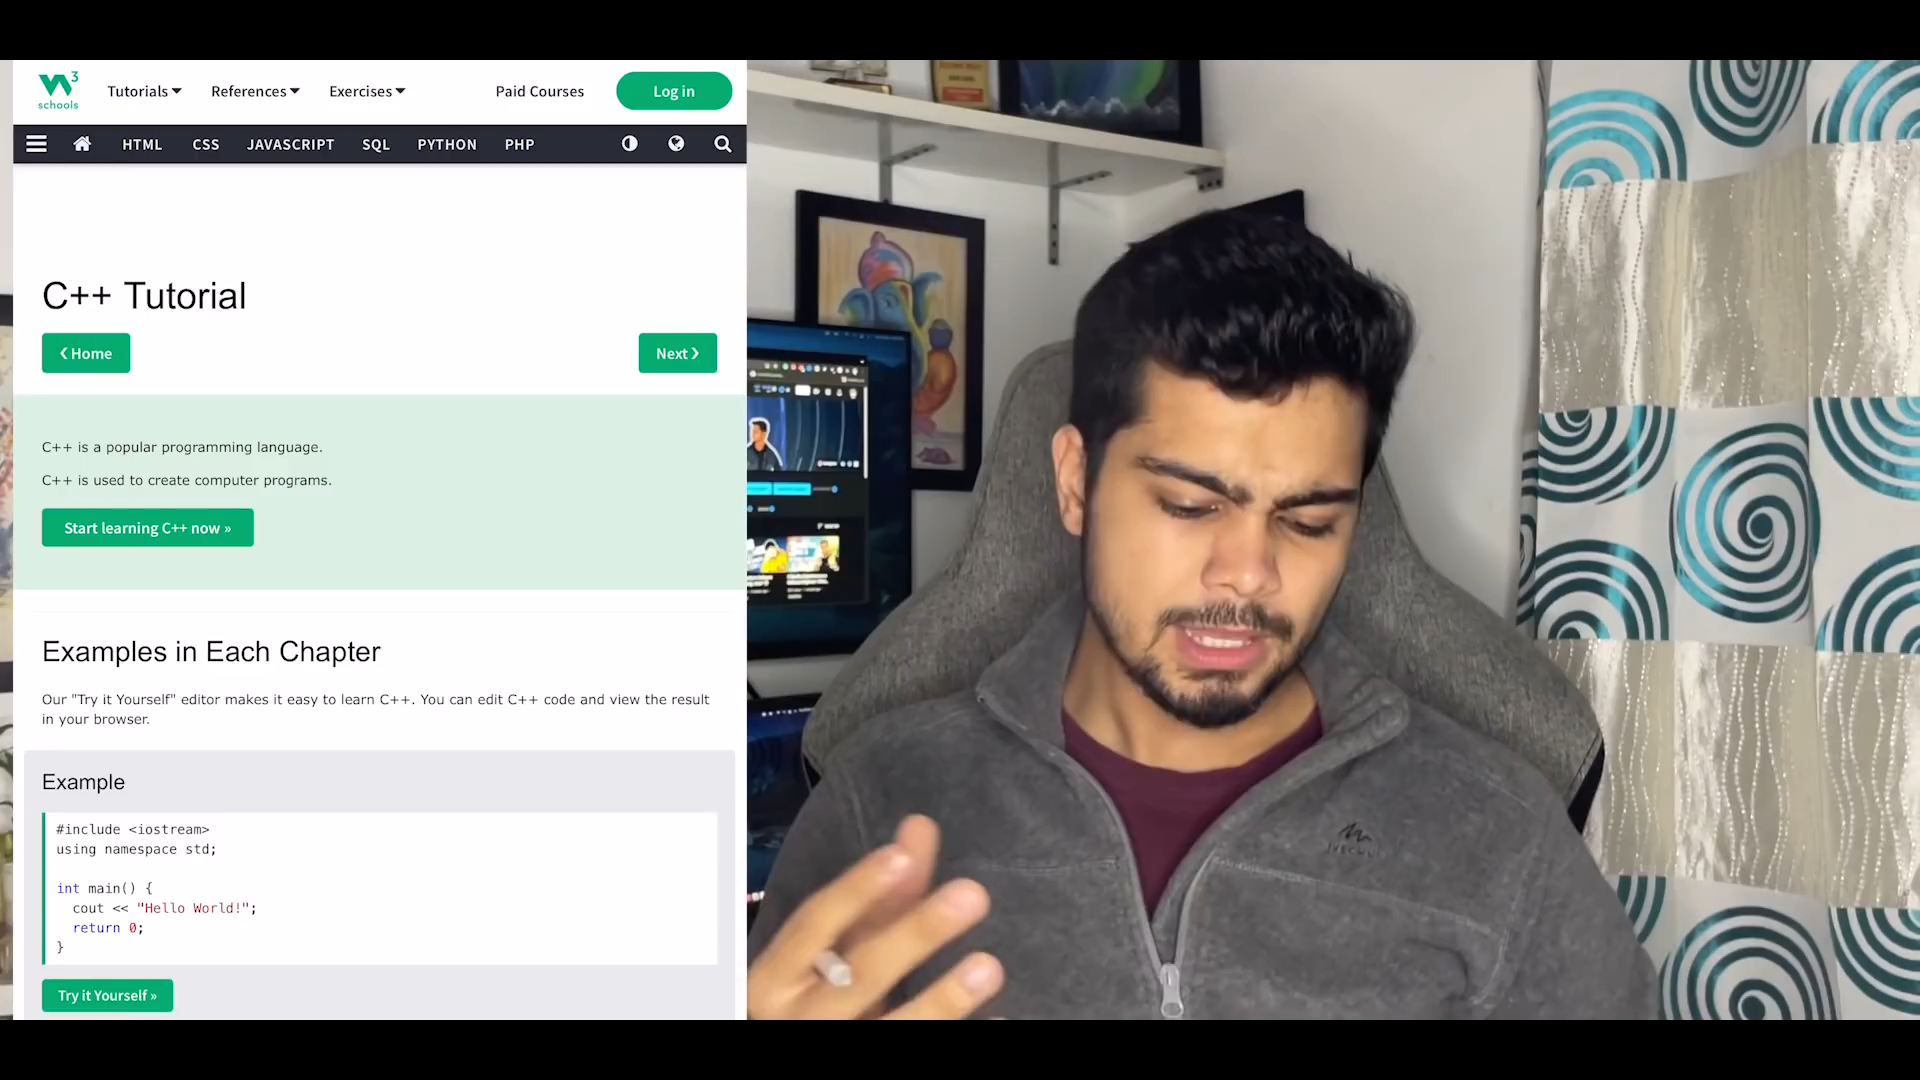 W3
schools
Tutorials
References
Exercises
Paid Courses
Log in
HTML
CSS
JAVASCRIPT
SQL
PYTHON
PHP
C++ Tutorial
❮ Home
Next ❯
C++ is a popular programming language.
C++ is used to create computer programs.
Start learning C++ now »
Examples in Each Chapter
Our "Try it Yourself" editor makes it easy to learn C++. You can edit C++ code and view the result
in your browser.
Example
#include <iostream>
using namespace std;
int main() {
cout << "Hello World!";
return 0;
}
Try it Yourself »